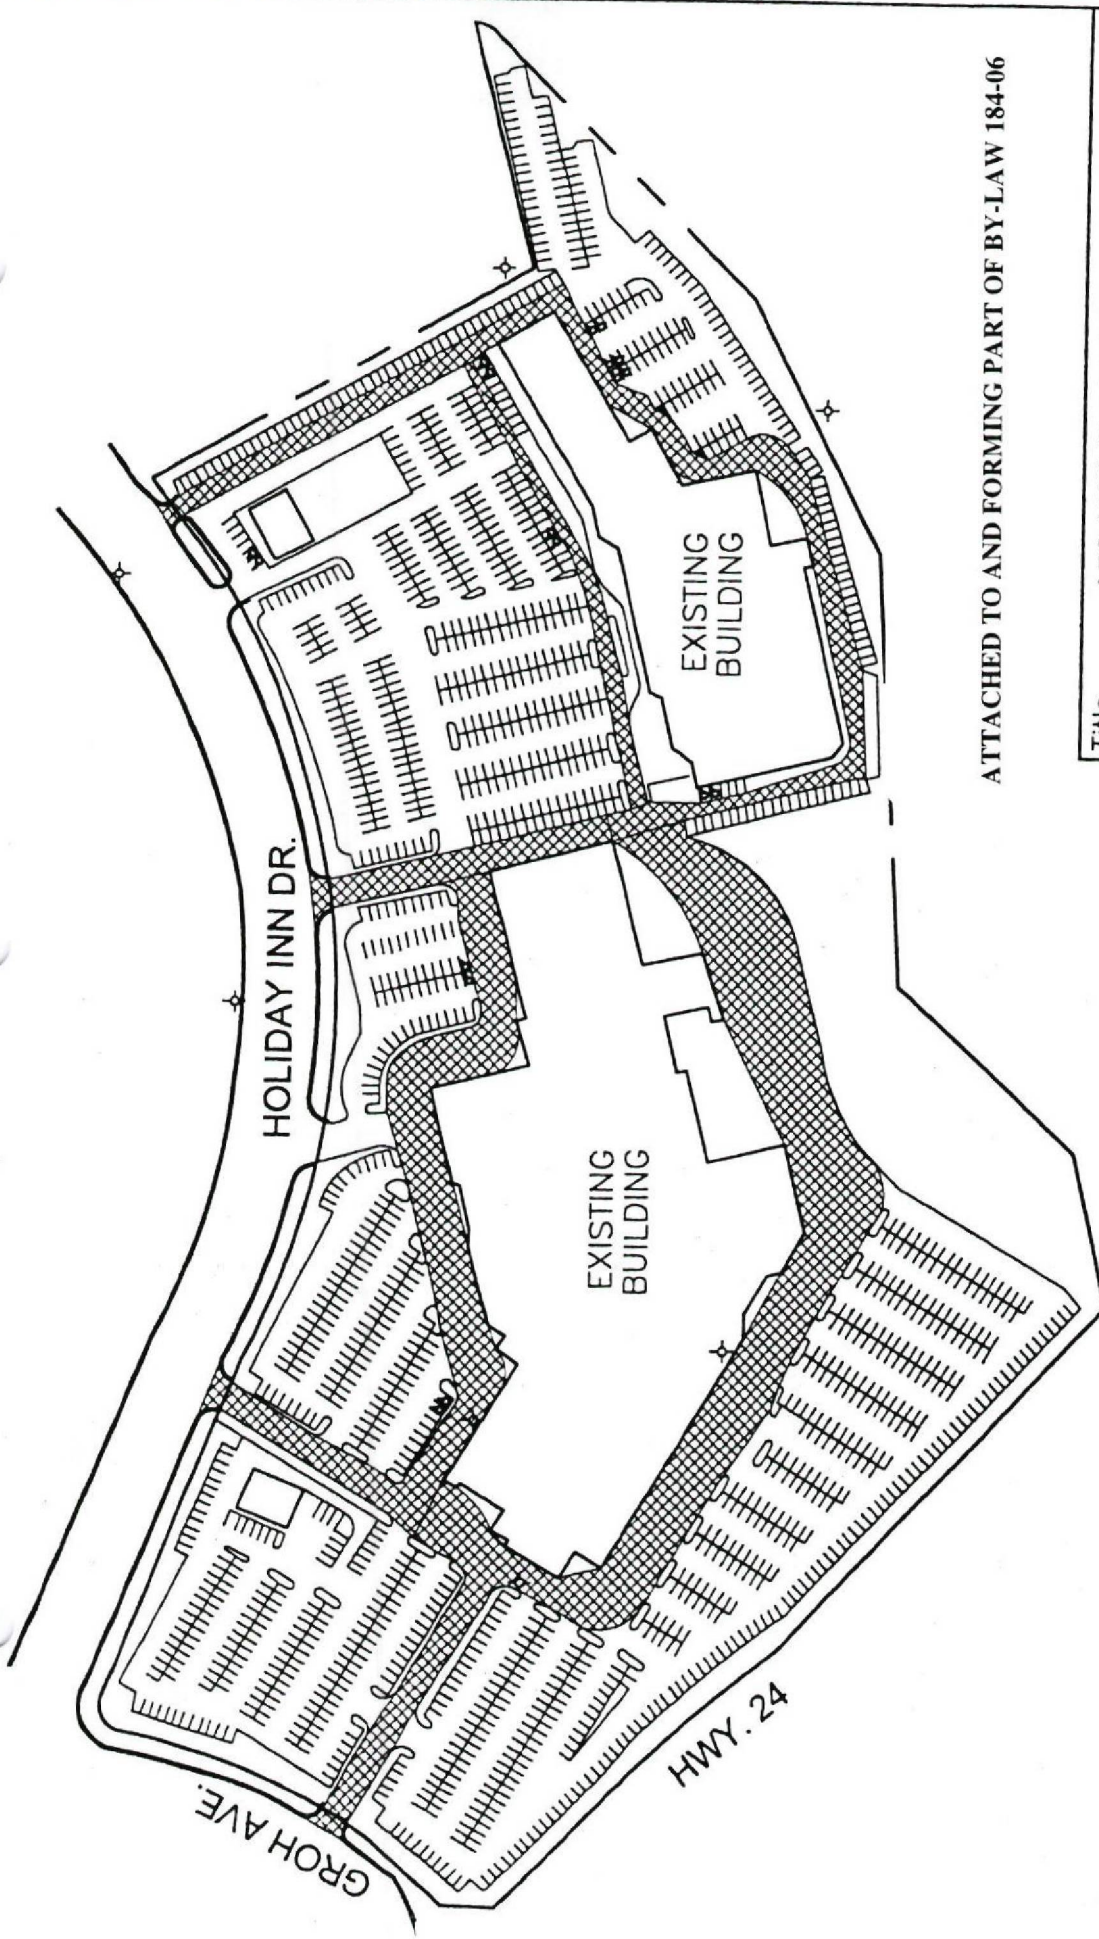 HOLIDAY INN DR.
EXISTING
BUILDING
EXISTING
BUILDING
GROH AVE.
HWY. 24
ATTACHED TO AND FORMING PART OF BY-LAW 184-06